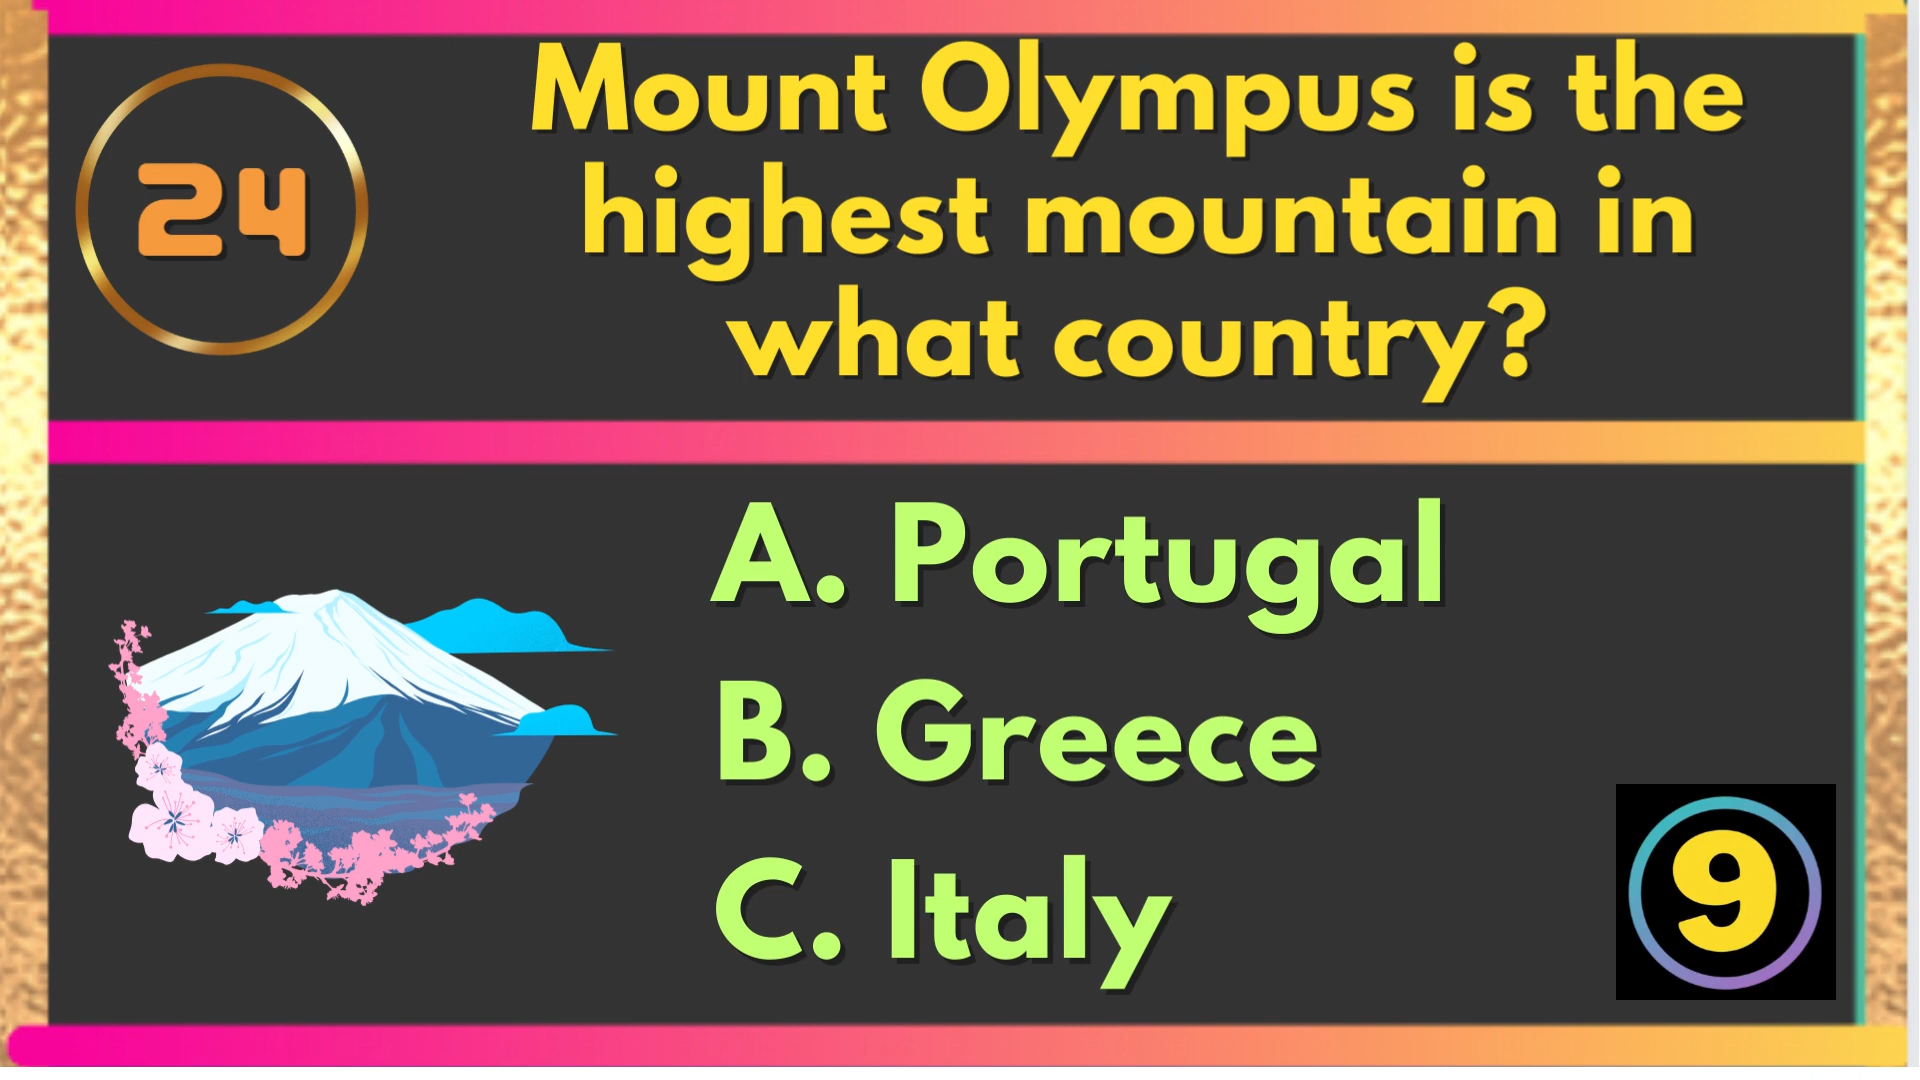 24
Mount Olympus is the
highest mountain in
what country?
A. Portugal
B. Greece
C. Italy
9